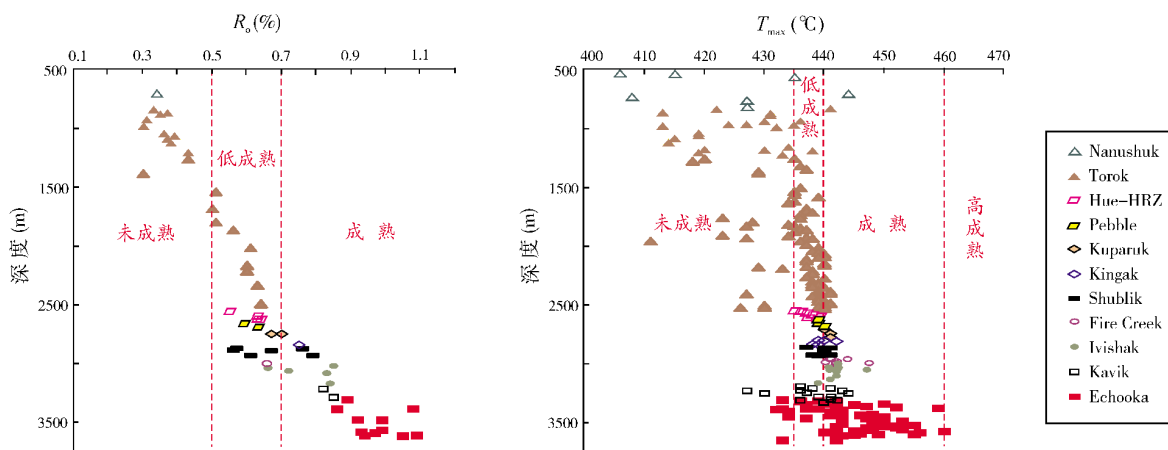 Rₒ (%)
0.1 0.3 0.5 0.7 0.9 1.1
500
1500
2500
3500
深度 (m)
未成熟
低成熟
成熟
Tmax (℃)
400 410 420 430 440 450 460 470
500
1500
2500
3500
深度 (m)
未成熟
低成熟
成熟
高成熟
Nanushuk
Torok
Hue-HRZ
Pebble
Kuparuk
Kingak
Shublik
Fire Creek
Ivishak
Kavik
Echooka